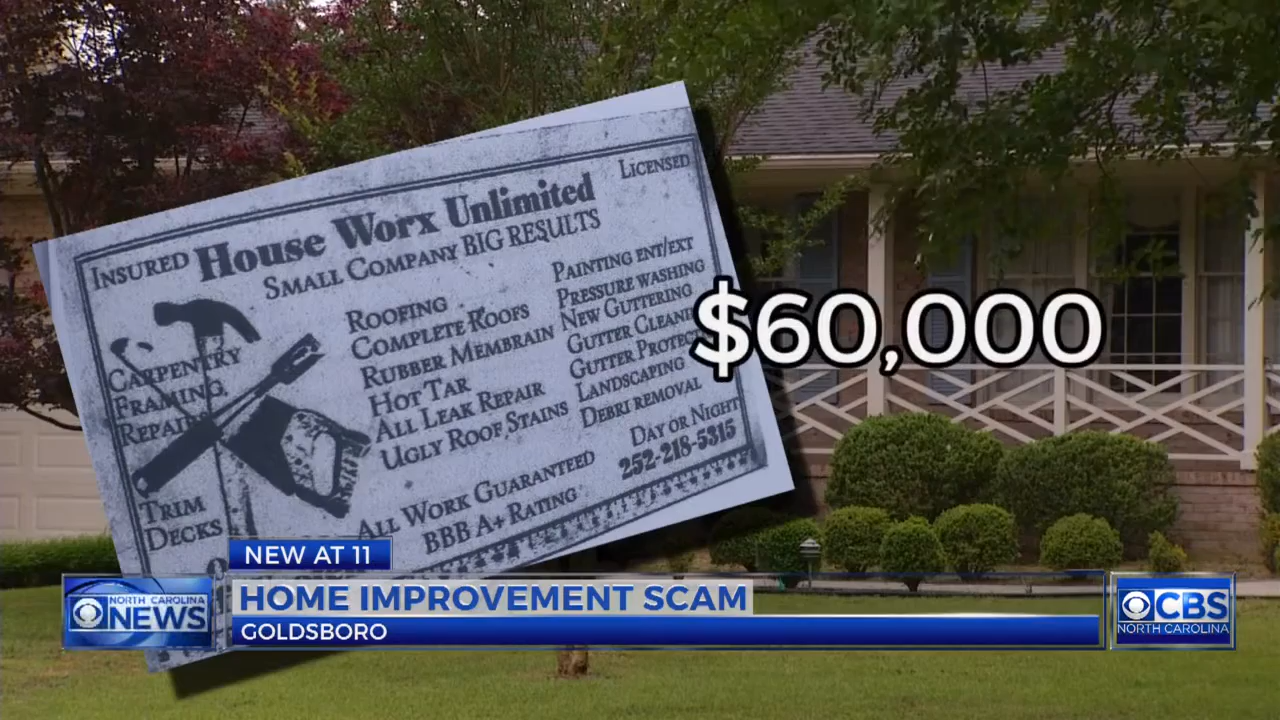 INSURED
House Worx Unlimited
LICENSED
SMALL COMPANY BIG RESULTS
CARPENTRY
FRAMING,
REPAIR
TRIM
DECKS
ROOFING
COMPLETE ROOFS
RUBBER MEMBRAIN
HOT TAR
ALL LEAK REPAIR
UGLY ROOF STAINS
PAINTING ENT/EXT
PRESSURE WASHING
NEW GUTTERING
GUTTER
GUTTER
LANDSCAPING
DEBRI REMOVAL
DAY OR NIGHT
252-218-5315
ALL WORK GUARANTEED
BBB A+ RATING
$60,000
NEW AT 11
HOME IMPROVEMENT SCAM
GOLDSBORO
NORTH CAROLINA
NEWS
CBS
NORTH CAROLINA